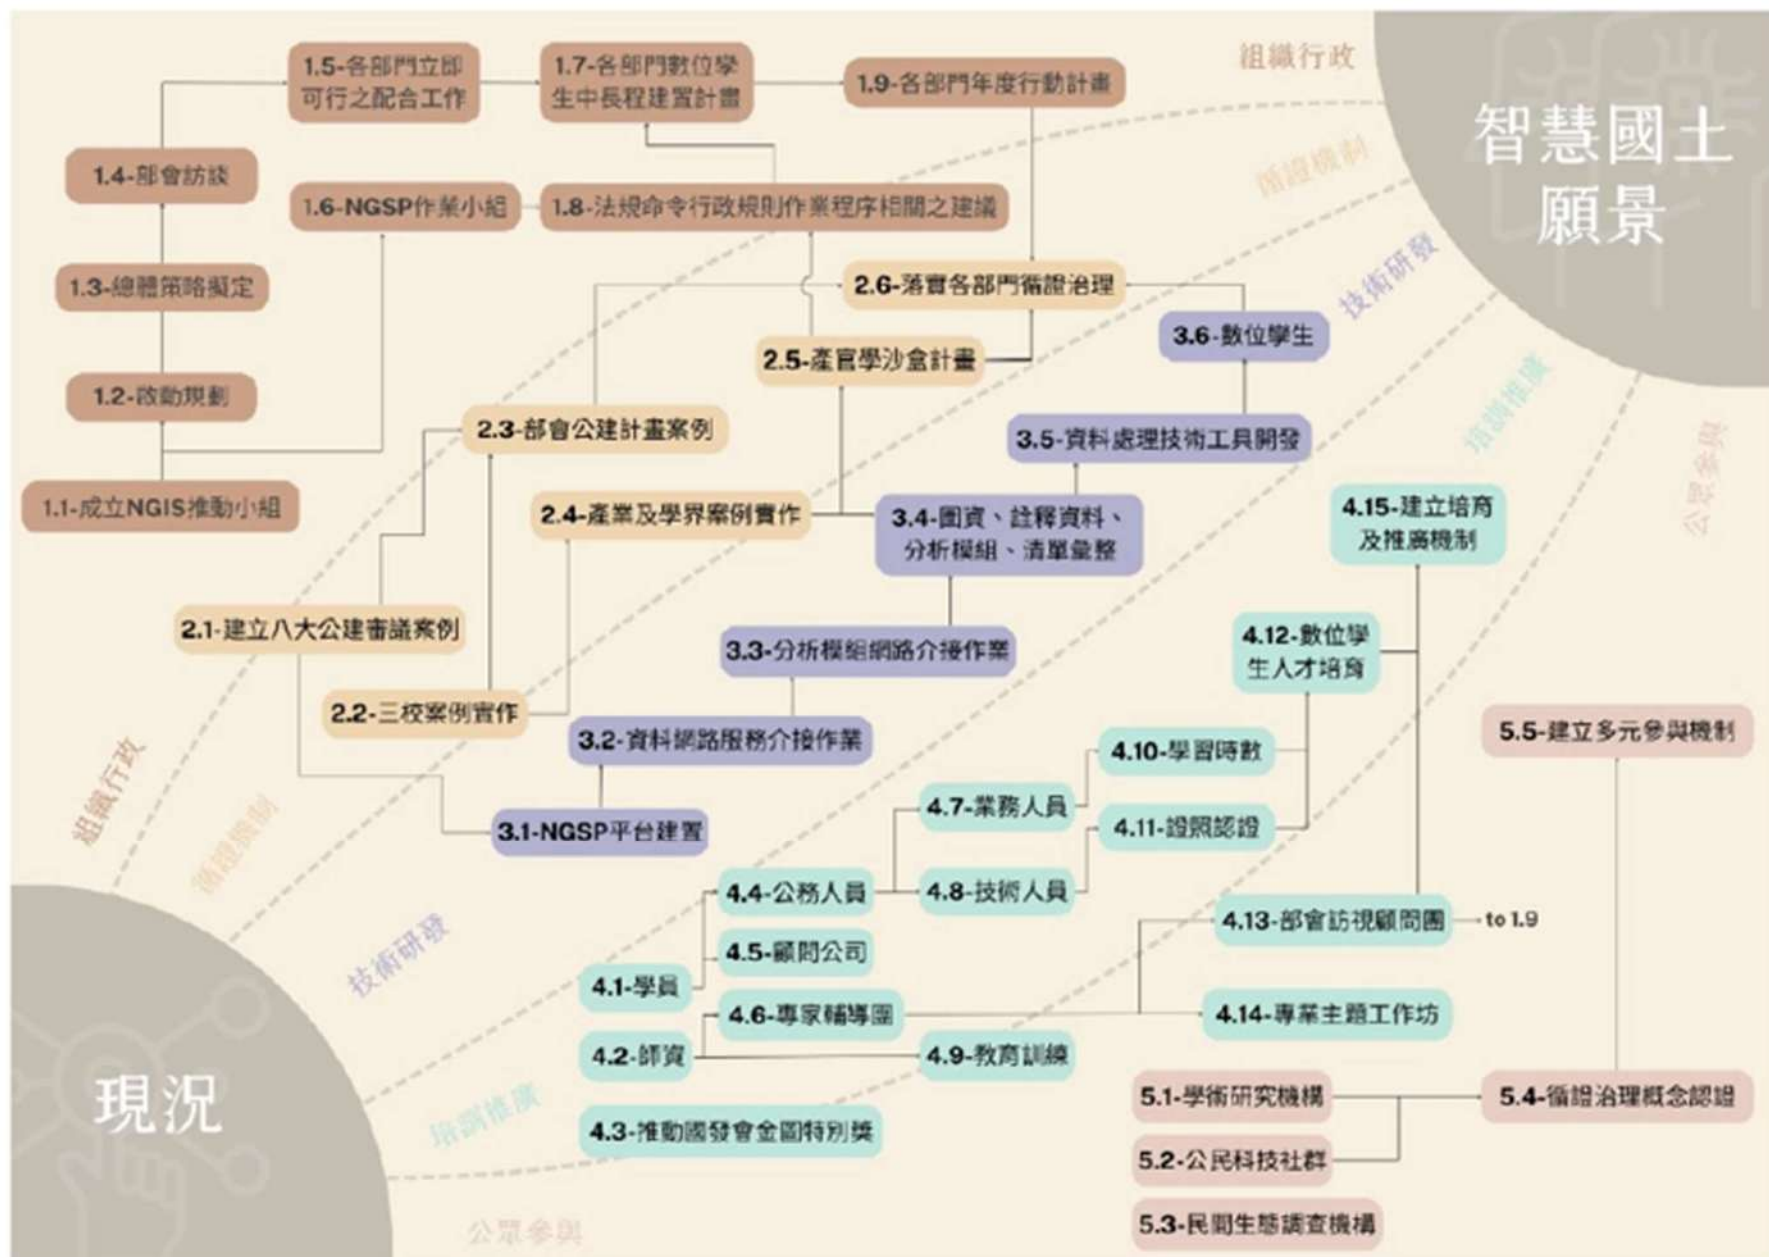 組織行政
智慧國土
願景
1.5-各部門立即
可行之配合工作
1.7-各部門數位孿
生中長程建置計畫
1.9-各部門年度行動計畫
循證機制
1.4-部會訪談
1.6-NGSP作業小組
1.8-法規命令行政規則作業程序相關之建議
技術研發
1.3-總體策略擬定
2.6-落實各部門循證治理
3.6-數位孿生
2.5-產官學沙盒計畫
培訓推廣
1.2-啟動規劃
2.3-部會公建計畫案例
3.5-資料處理技術工具開發
公眾參與
1.1-成立NGIS推動小組
2.4-產業及學界案例實作
3.4-圖資、詮釋資料、
分析模組、清單彙整
4.15-建立培育
及推廣機制
2.1-建立八大公建審議案例
3.3-分析模組網路介接作業
4.12-數位孿
生人才培育
2.2-三校案例實作
3.2-資料網路服務介接作業
4.10-學習時數
5.5-建立多元參與機制
組織行政
循證機制
3.1-NGSP平台建置
4.7-業務人員
4.11-證照認證
4.4-公務人員
4.8-技術人員
4.13-部會訪視顧問團
to 1.9
技術研發
4.5-顧問公司
4.1-學員
4.6-專家輔導團
4.14-專業主題工作坊
4.2-師資
4.9-教育訓練
現況
培訓推廣
4.3-推動國發會金圖特別獎
5.1-學術研究機構
5.4-循證治理概念認證
5.2-公民科技社群
公眾參與
5.3-民間生態調查機構